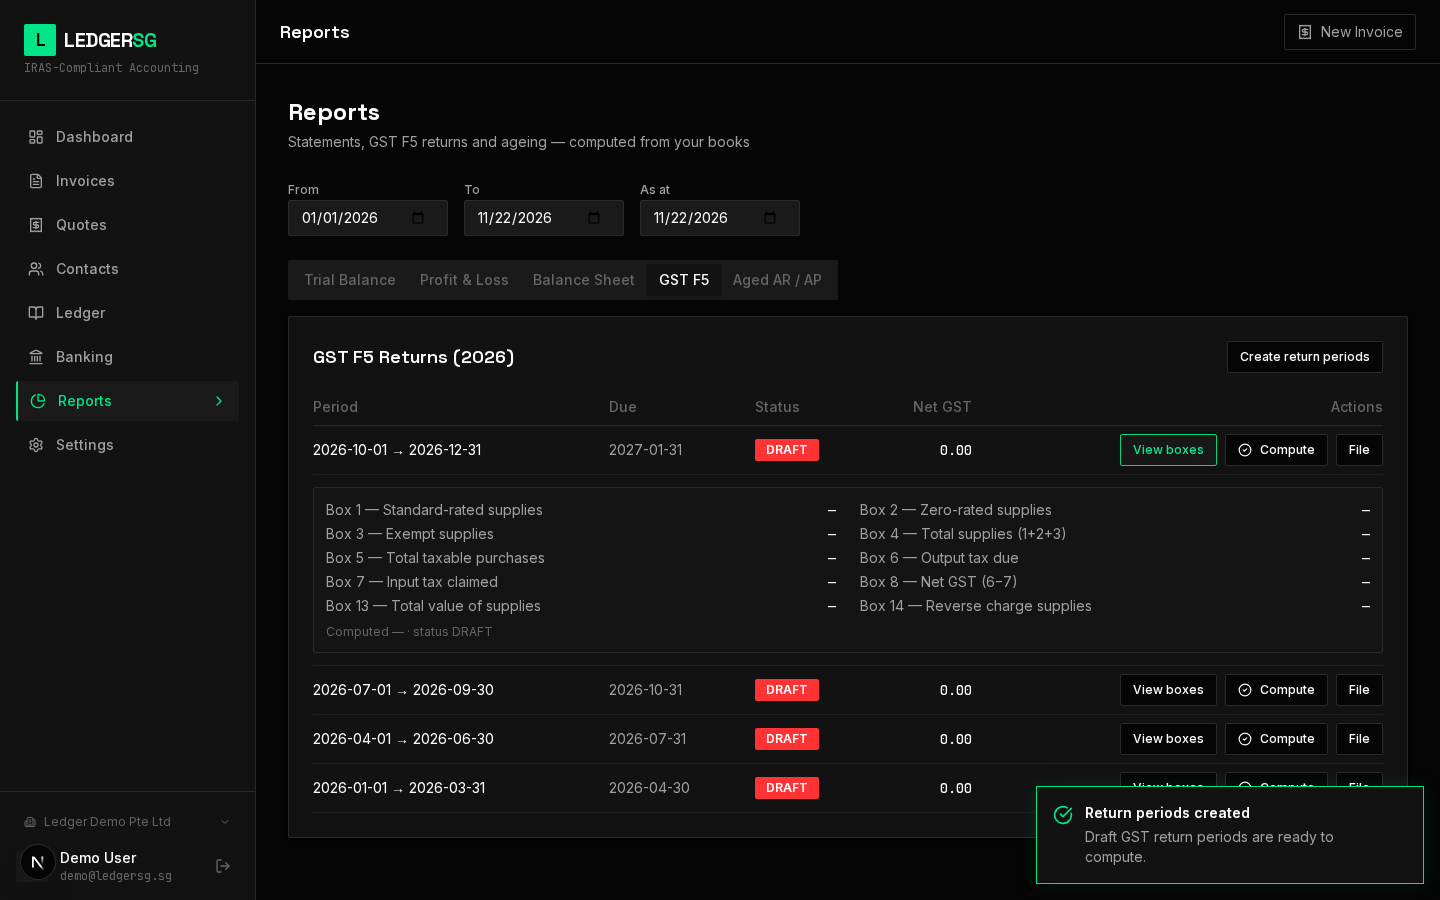 L LEDGERSG
IRAS-Compliant Accounting
Dashboard
Invoices
Quotes
Contacts
Ledger
Banking
Reports
Settings
Ledger Demo Pte Ltd
N Demo User
demo@ledgersg.sg
Reports
New Invoice
Reports
Statements, GST F5 returns and ageing — computed from your books
From To As at
01/01/2026 11/22/2026 11/22/2026
Trial Balance Profit & Loss Balance Sheet GST F5 Aged AR / AP
GST F5 Returns (2026) Create return periods
Period Due Status Net GST Actions
2026-10-01 → 2026-12-31 2027-01-31 DRAFT 0.00 View boxes Compute File
Box 1 — Standard-rated supplies — Box 2 — Zero-rated supplies —
Box 3 — Exempt supplies — Box 4 — Total supplies (1+2+3) —
Box 5 — Total taxable purchases — Box 6 — Output tax due —
Box 7 — Input tax claimed — Box 8 — Net GST (6−7) —
Box 13 — Total value of supplies — Box 14 — Reverse charge supplies —
Computed — · status DRAFT
2026-07-01 → 2026-09-30 2026-10-31 DRAFT 0.00 View boxes Compute File
2026-04-01 → 2026-06-30 2026-07-31 DRAFT 0.00 View boxes Compute File
2026-01-01 → 2026-03-31 2026-04-30 DRAFT 0.00 View boxes Compute File
Return periods created
Draft GST return periods are ready to
compute.